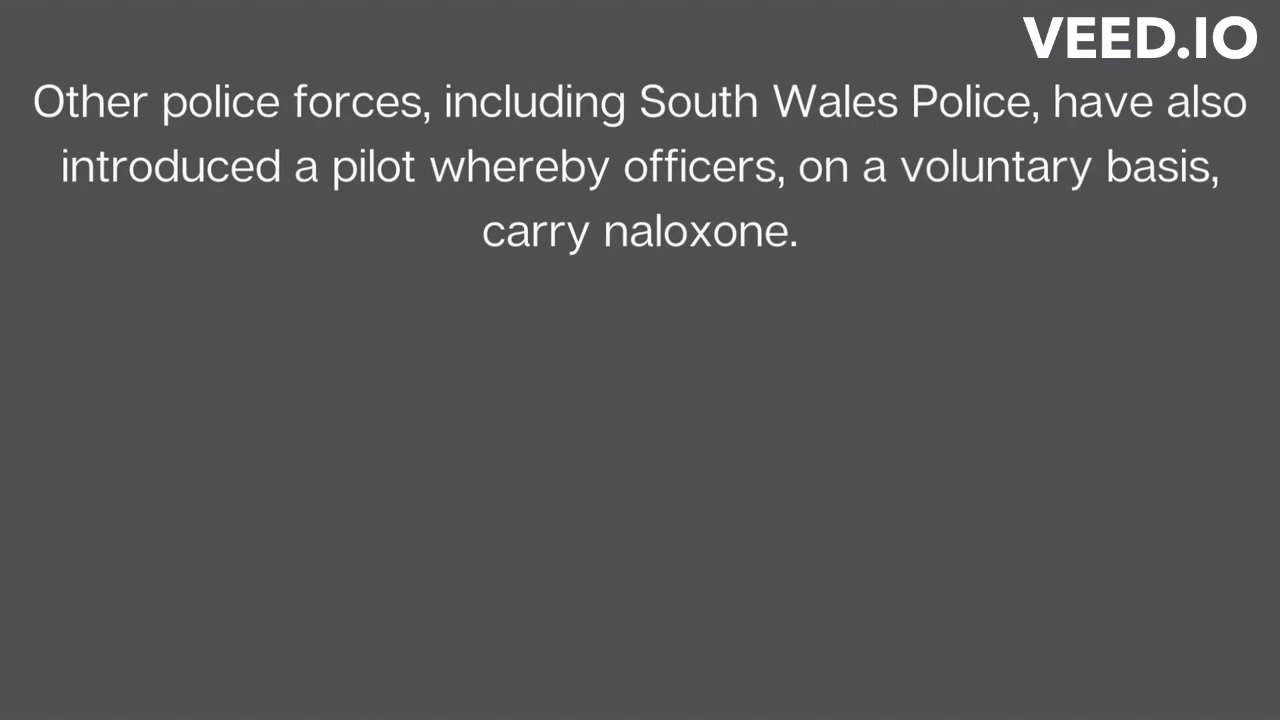 VEED.IO
Other police forces, including South Wales Police, have also
introduced a pilot whereby officers, on a voluntary basis,
carry naloxone.